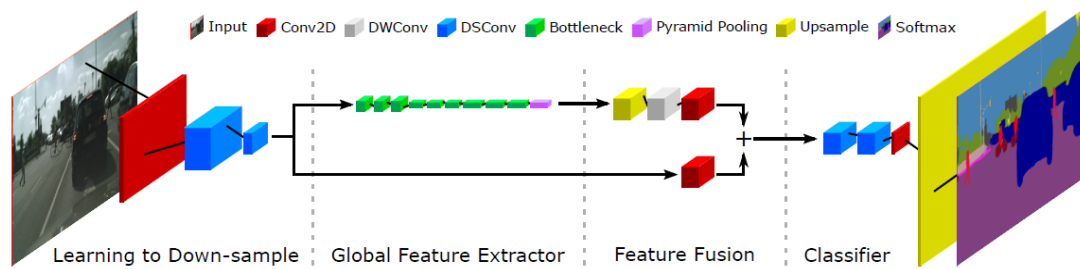 Input Conv2D DWConv DSConv Bottleneck Pyramid Pooling Upsample Softmax
+
Learning to Down-sample Global Feature Extractor Feature Fusion Classifier